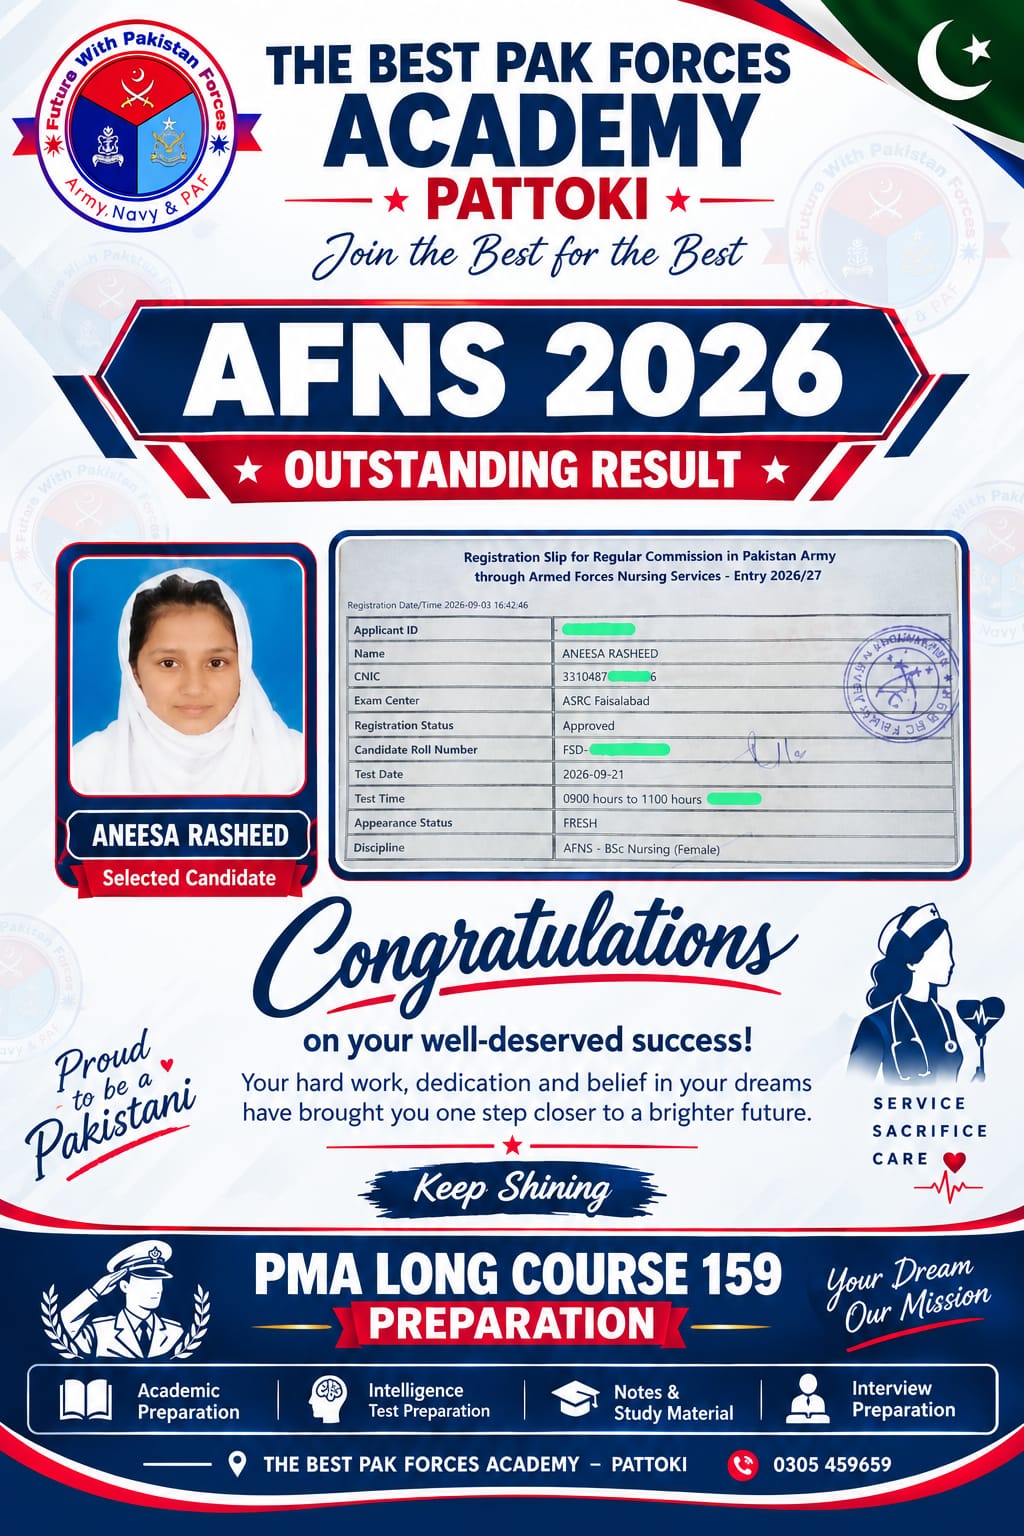 Future With Pakistan Forces
Army, Navy & PAF
THE BEST PAK FORCES
ACADEMY
PATTOKI
Join the Best for the Best
AFNS 2026
OUTSTANDING RESULT
Registration Slip for Regular Commission in Pakistan Army
through Armed Forces Nursing Services - Entry 2026/27
Registration Date/Time 2026-09-03 16:42:46
Applicant ID -
Name ANEESA RASHEED
CNIC 3310487 6
Exam Center ASRC Faisalabad
Registration Status Approved
Candidate Roll Number FSD-
Test Date 2026-09-21
Test Time 0900 hours to 1100 hours
Appearance Status FRESH
Discipline AFNS - BSc Nursing (Female)
ANEESA RASHEED
Selected Candidate
Congratulations
on your well-deserved success!
Your hard work, dedication and belief in your dreams
have brought you one step closer to a brighter future.
Keep Shining
Proud
to be a
Pakistani
SERVICE
SACRIFICE
CARE
PMA LONG COURSE 159
PREPARATION
Your Dream
Our Mission
Academic
Preparation
Intelligence
Test Preparation
Notes &
Study Material
Interview
Preparation
THE BEST PAK FORCES ACADEMY – PATTOKI
0305 459659